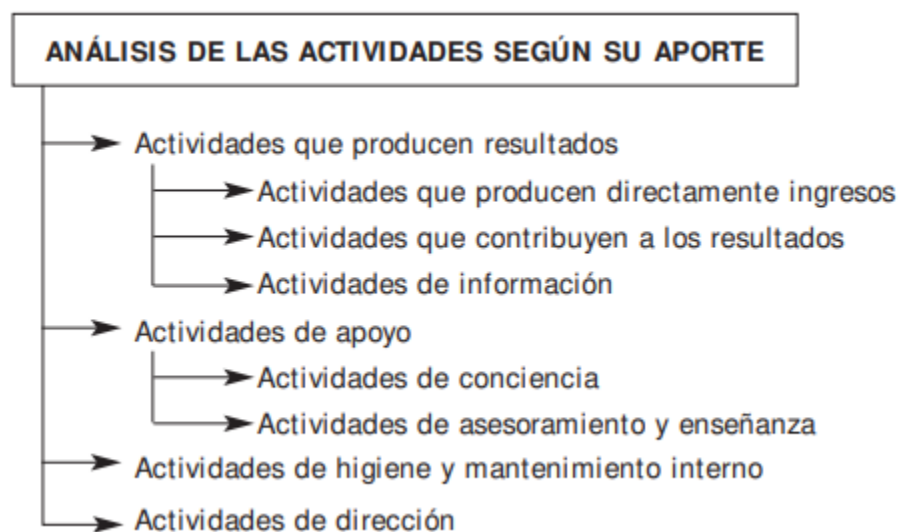 ANÁLISIS DE LAS ACTIVIDADES SEGÚN SU APORTE
Actividades que producen resultados
Actividades que producen directamente ingresos
Actividades que contribuyen a los resultados
Actividades de información
Actividades de apoyo
Actividades de conciencia
Actividades de asesoramiento y enseñanza
Actividades de higiene y mantenimiento interno
Actividades de dirección